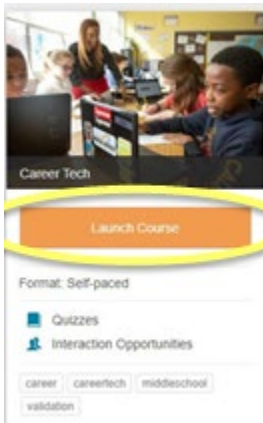 Career Tech
Launch Course
Format: Self-paced
Quizzes
Interaction Opportunities
career careertech middleschool
validation